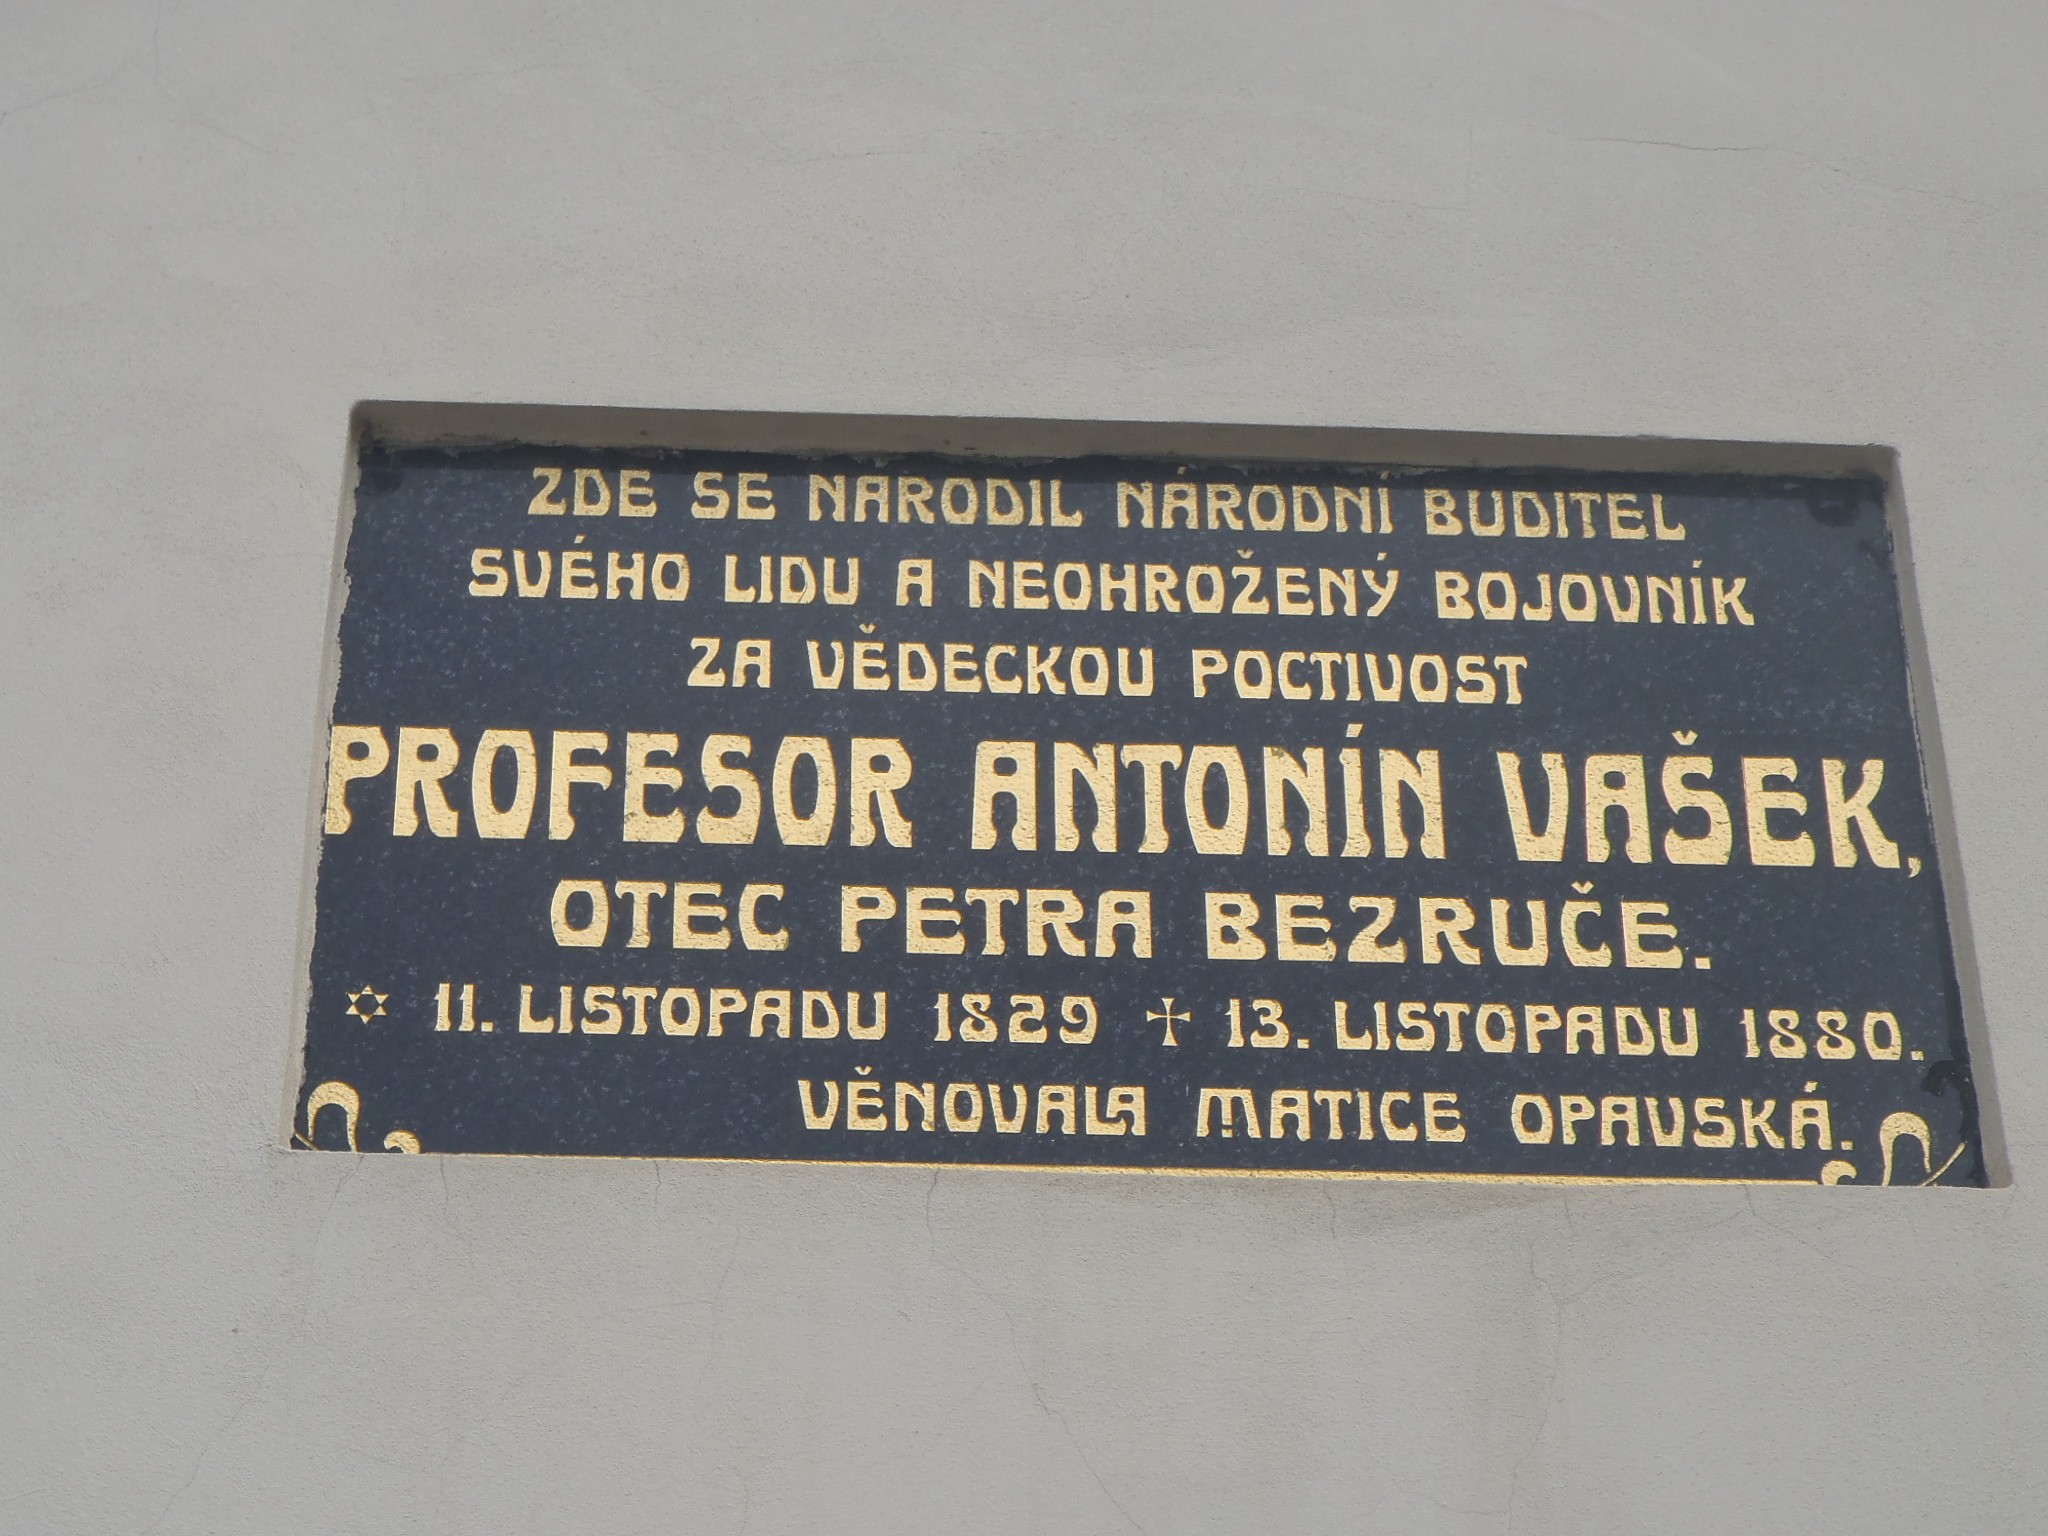 ZDE SE NARODIL NÁRODNÍ BUDITEL
SVÉHO LIDU A NEOHROŽENÝ BOJOVNÍK
ZA VĚDECKOU POCTIVOST
PROFESOR ANTONÍN VAŠEK,
OTEC PETRA BEZRUČE.
✡ 11. LISTOPADU 1829 ✝ 13. LISTOPADU 1880.
VĚNOVALA MATICE OPAVSKÁ.